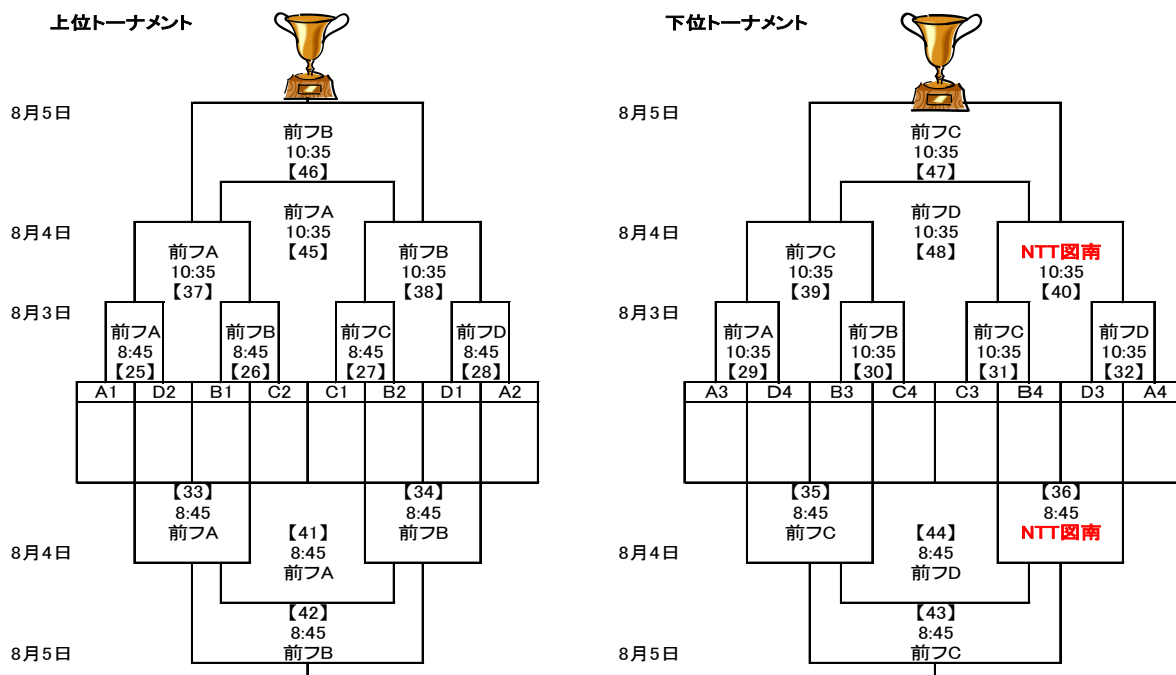 上位トーナメント
8月5日
前フB
10:35
【46】
前フA
10:35
【45】
8月4日
前フA
10:35
【37】
前フB
10:35
【38】
8月3日
前フA
8:45
【25】
前フB
8:45
【26】
前フC
8:45
【27】
前フD
8:45
【28】
A1 D2 B1 C2 C1 B2 D1 A2
【33】
8:45
前フA
【34】
8:45
前フB
【41】
8:45
前フA
8月4日
【42】
8:45
前フB
8月5日
下位トーナメント
8月5日
前フC
10:35
【47】
前フD
10:35
【48】
8月4日
前フC
10:35
【39】
NTT図南
10:35
【40】
8月3日
前フA
10:35
【29】
前フB
10:35
【30】
前フC
10:35
【31】
前フD
10:35
【32】
A3 D4 B3 C4 C3 B4 D3 A4
【35】
8:45
前フC
【36】
8:45
NTT図南
【44】
8:45
前フD
8月4日
【43】
8:45
前フC
8月5日